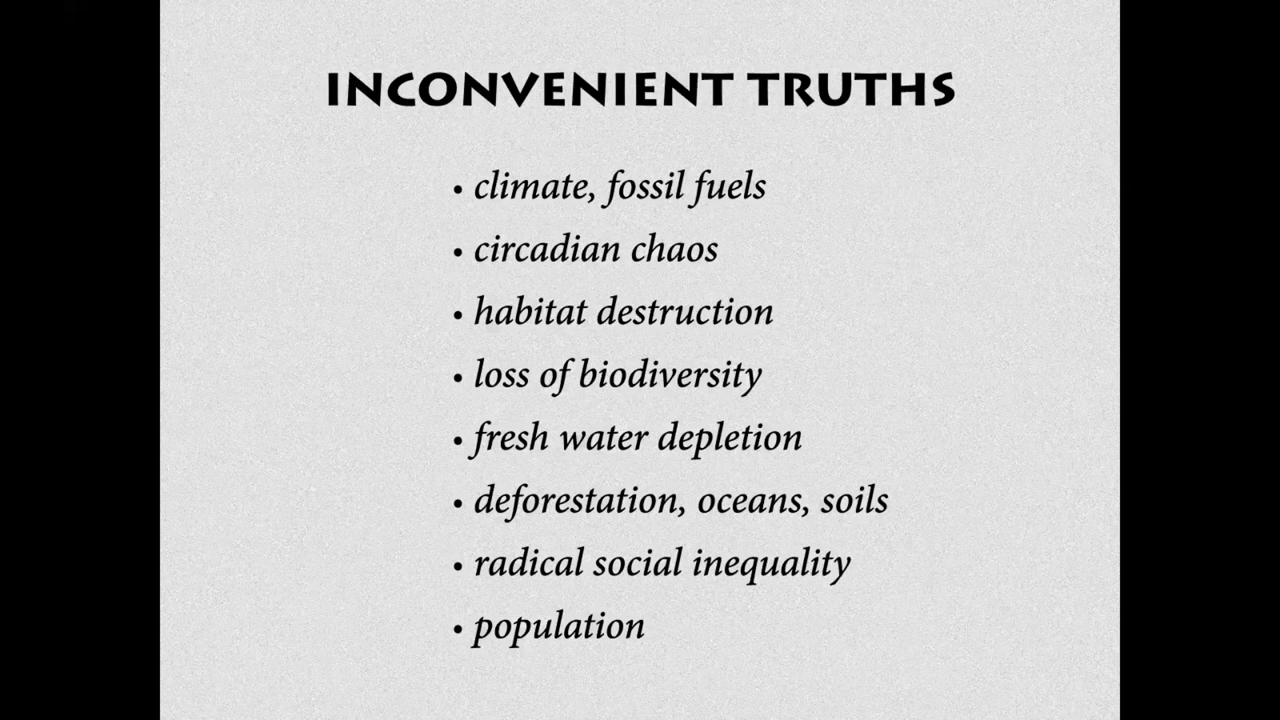 INCONVENIENT TRUTHS
• climate, fossil fuels
• circadian chaos
• habitat destruction
• loss of biodiversity
• fresh water depletion
• deforestation, oceans, soils
• radical social inequality
• population